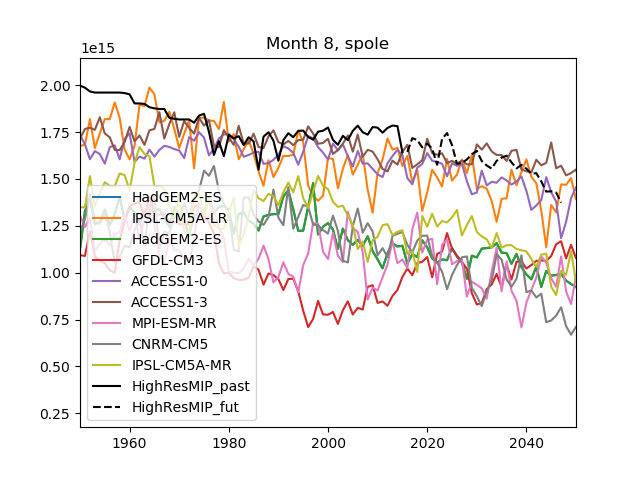 Month 8, spole
1e15
2.00
1.75
1.50
1.25
1.00
0.75
0.50
0.25
HadGEM2-ES
IPSL-CM5A-LR
HadGEM2-ES
GFDL-CM3
ACCESS1-0
ACCESS1-3
MPI-ESM-MR
CNRM-CM5
IPSL-CM5A-MR
HighResMIP_past
HighResMIP_fut
1960 1980 2000 2020 2040